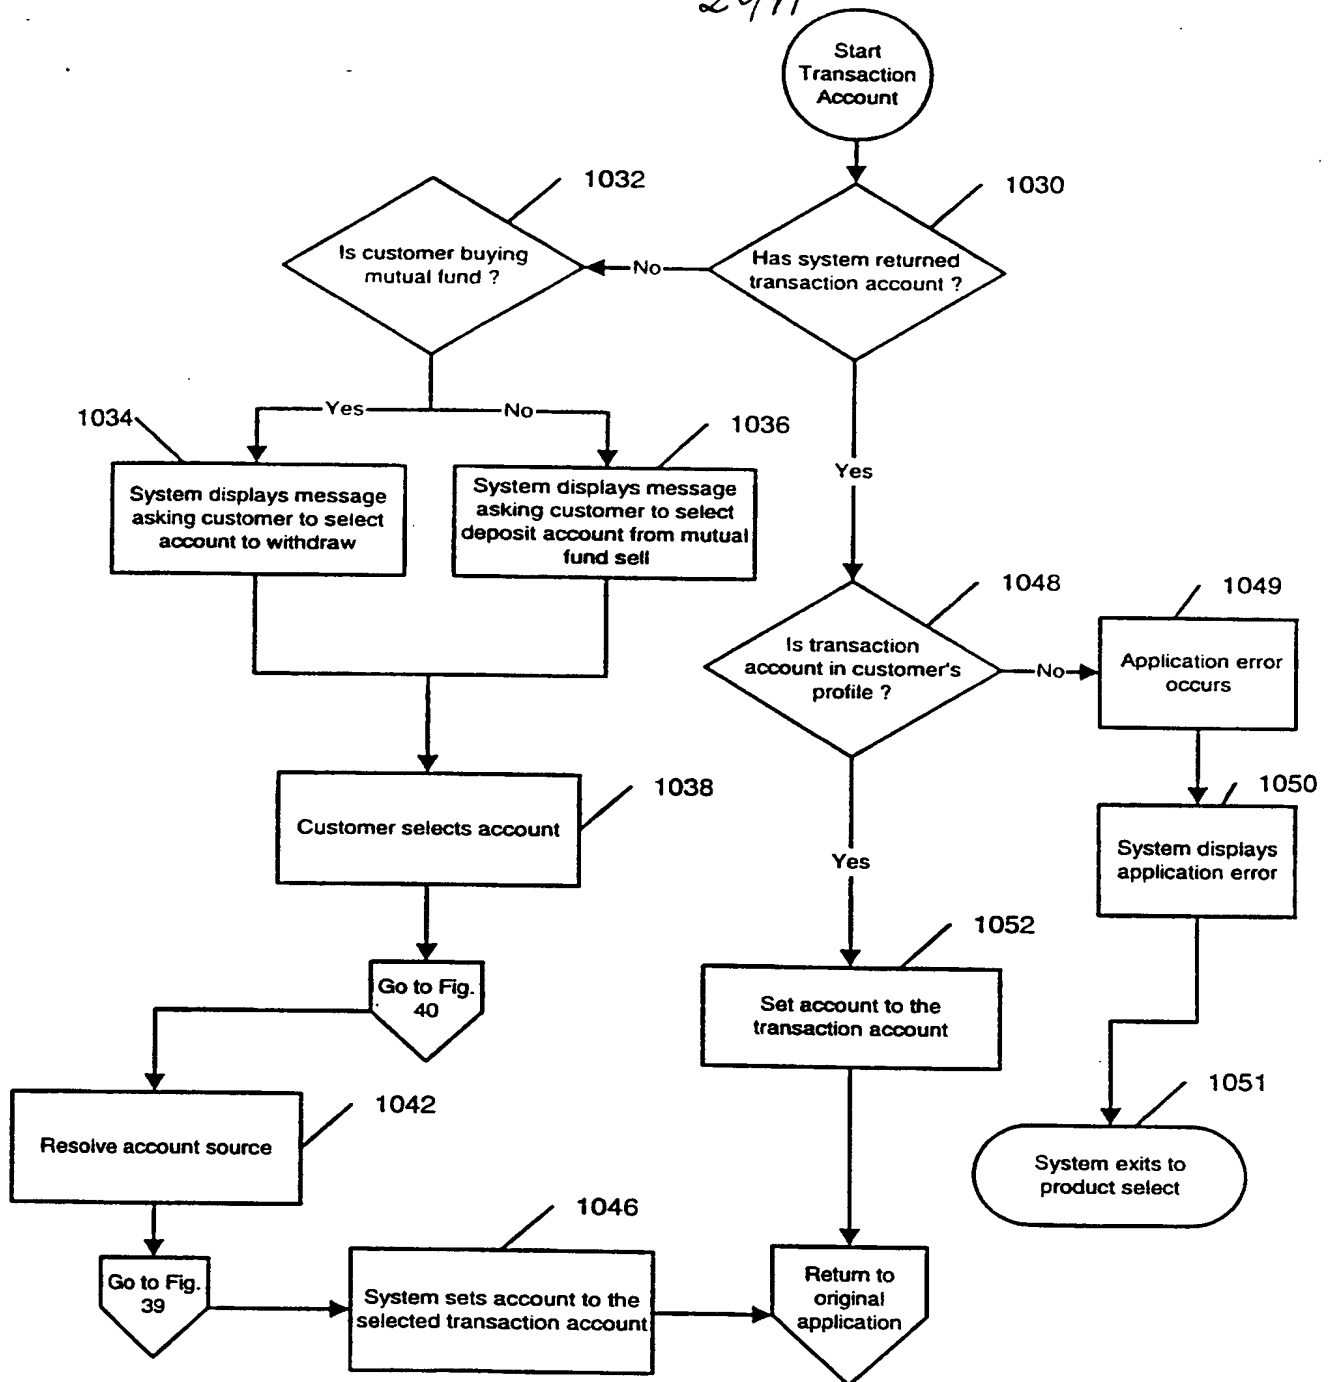 Start
Transaction
Account
1032
1030
Is customer buying
mutual fund ?
No
Has system returned
transaction account ?
1034
Yes
No
1036
Yes
System displays message
asking customer to select
account to withdraw
System displays message
asking customer to select
deposit account from mutual
fund sell
1048
1049
Is transaction
account in customer's
profile ?
No
Application error
occurs
1038
1050
Customer selects account
Yes
System displays
application error
1052
Go to Fig.
40
Set account to the
transaction account
1042
1051
Resolve account source
System exits to
product select
1046
Go to Fig.
39
System sets account to the
selected transaction account
Return to
original
application